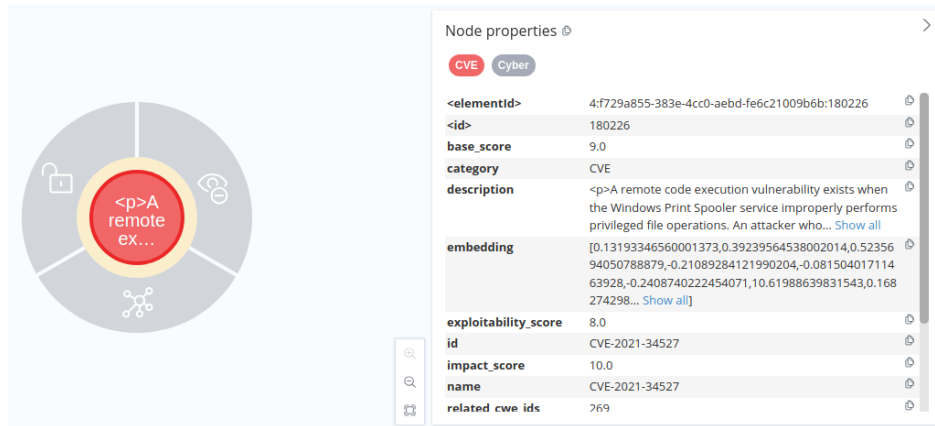 <p>A
remote
ex...
Node properties
CVE Cyber
<elementId> 4:f729a855-383e-4cc0-aebd-fe6c21009b6b:180226
<id> 180226
base_score 9.0
category CVE
description <p>A remote code execution vulnerability exists when
the Windows Print Spooler service improperly performs
privileged file operations. An attacker who... Show all
embedding [0.13193346560001373,0.39239564538002014,0.52356
94050788879,-0.21089284121990204,-0.081504017114
63928,-0.2408740222454071,10.61988639831543,0.168
274298... Show all]
exploitability_score 8.0
id CVE-2021-34527
impact_score 10.0
name CVE-2021-34527
related_cwe_ids 269